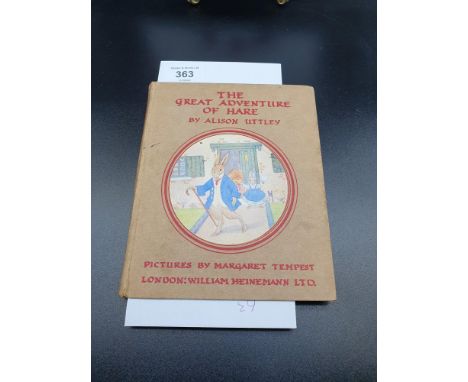 363
THE
GREAT ADVENTURE
OF HARE
BY ALISON UTTLEY
PICTURES BY MARGARET TEMPEST
LONDON: WILLIAM HEINEMANN LTD.